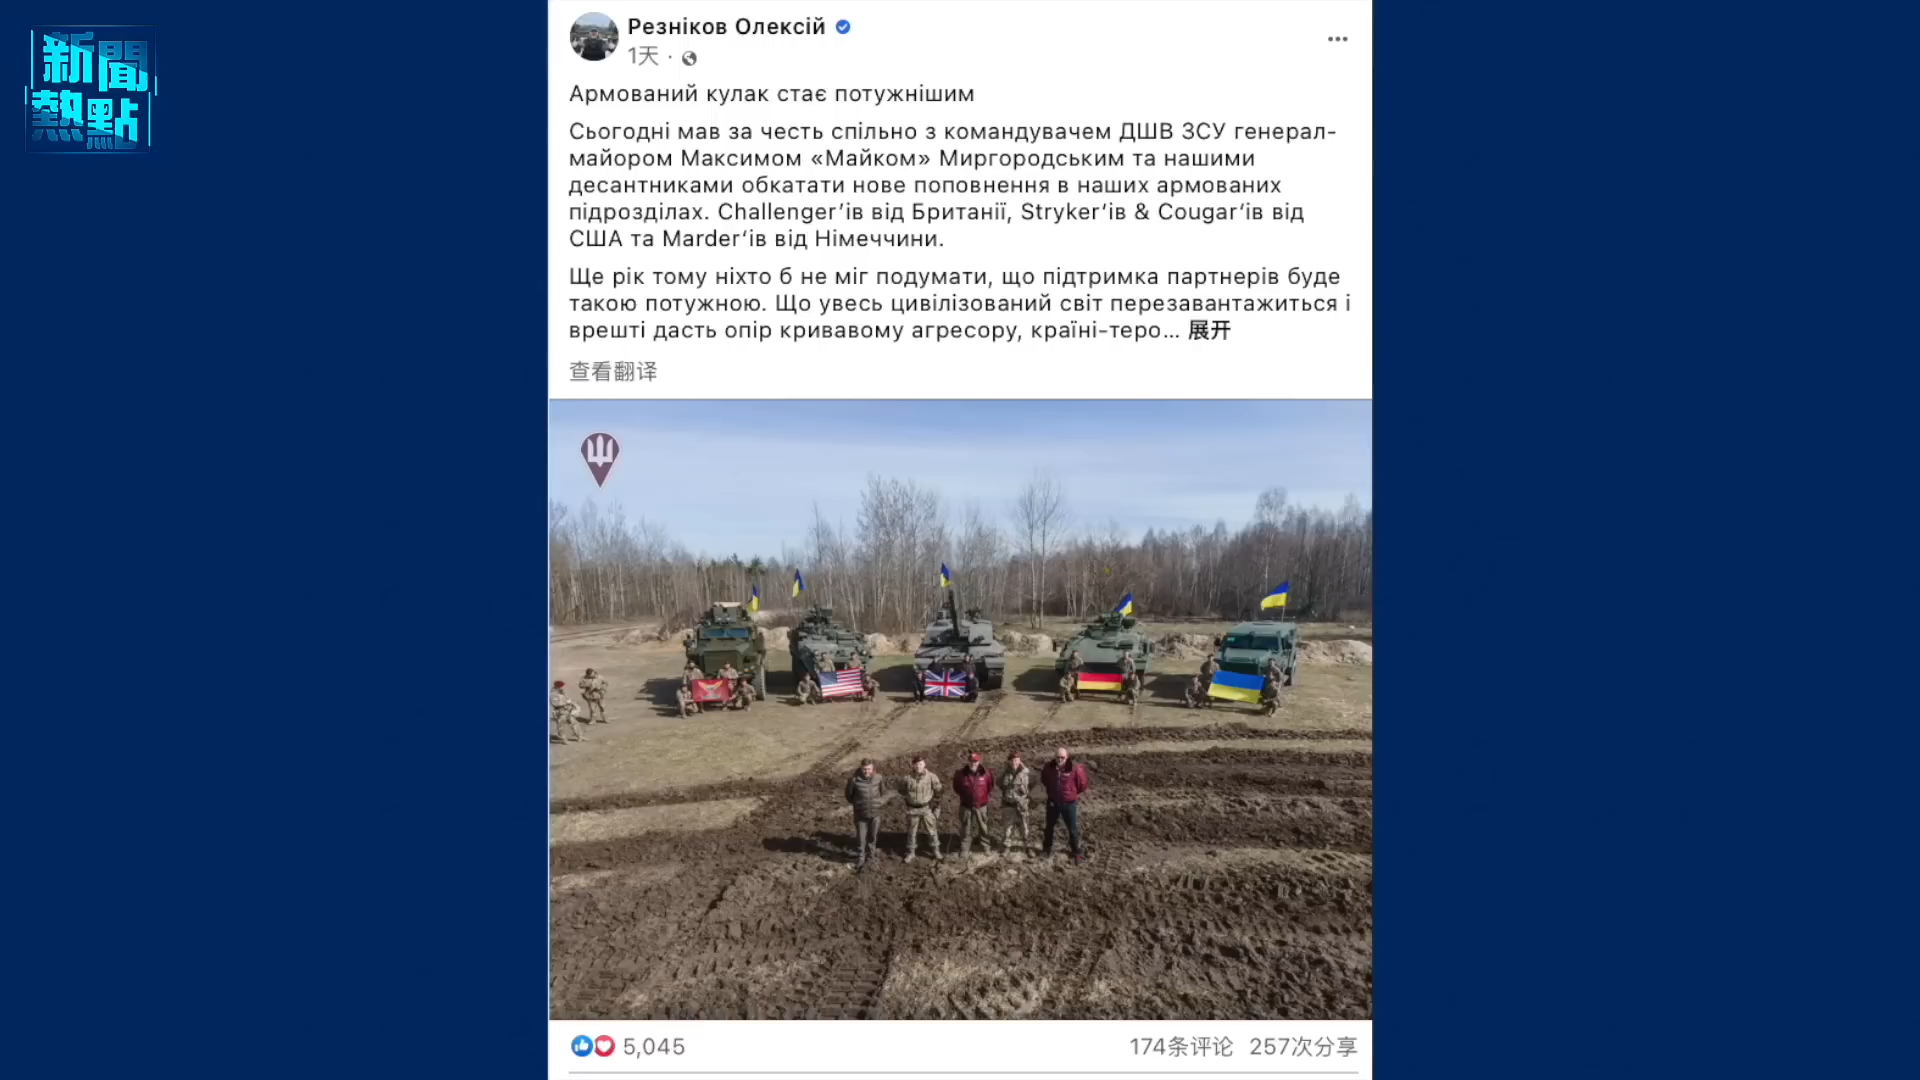 新聞
熱點
Резніков Олексій
1天 ·
Армований кулак стає потужнішим
Сьогодні мав за честь спільно з командувачем ДШВ ЗСУ генерал-
майором Максимом «Майком» Миргородським та нашими
десантниками обкатати нове поповнення в наших армованих
підрозділах. Challenger’ів від Британії, Stryker‘ів & Cougar‘ів від
США та Marder‘ів від Німеччини.
Ще рік тому ніхто б не міг подумати, що підтримка партнерів буде
такою потужною. Що увесь цивілізований світ перезавантажиться і
врешті дасть опір кривавому агресору, країні-теро... 展开
查看翻译
5,045
174条评论 257次分享